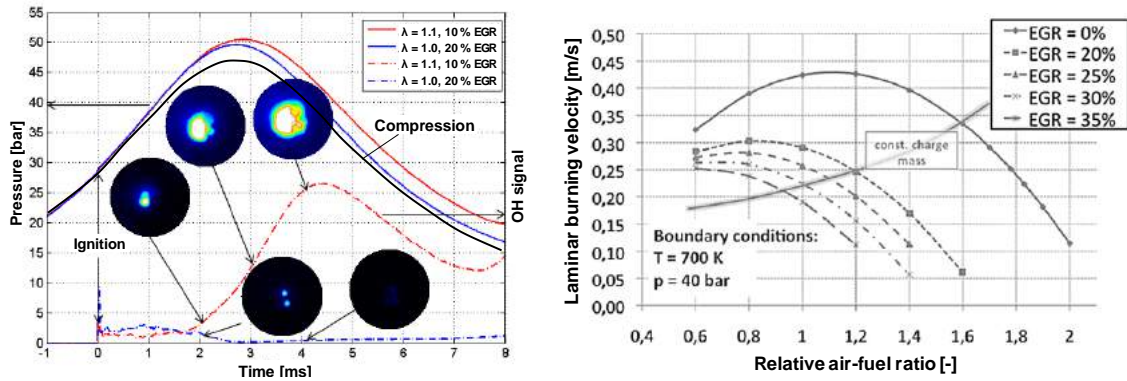 55
50
45
40
35
30
25
20
15
10
5
0
-1 0 1 2 3 4 5 6 7 8
Pressure [bar]
Time [ms]
OH signal
λ = 1.1, 10 % EGR
λ = 1.0, 20 % EGR
λ = 1.1, 10 % EGR
λ = 1.0, 20 % EGR
Compression
Ignition
0,50
0,45
0,40
0,35
0,30
0,25
0,20
0,15
0,10
0,05
0,00
0,4 0,6 0,8 1 1,2 1,4 1,6 1,8 2
Laminar burning velocity [m/s]
Relative air-fuel ratio [-]
EGR = 0%
EGR = 20%
EGR = 25%
EGR = 30%
EGR = 35%
const. charge
mass
Boundary conditions:
T = 700 K
p = 40 bar